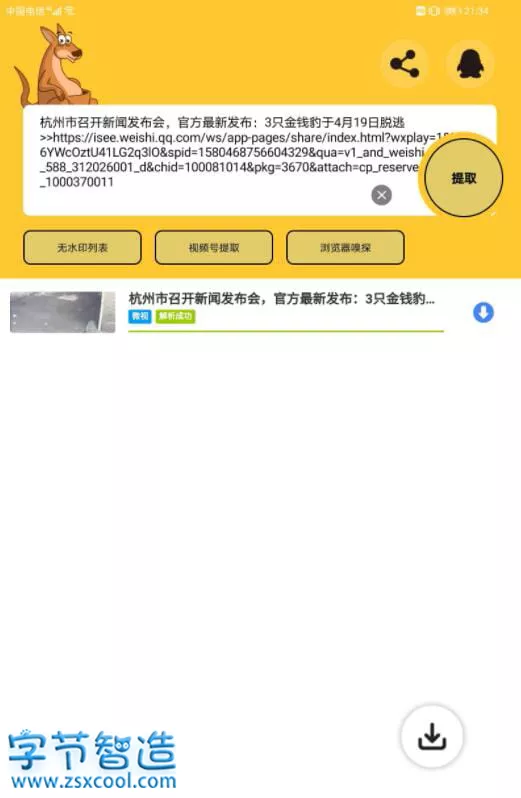 中国电信
21:34
杭州市召开新闻发布会，官方最新发布：3只金钱豹于4月19日脱逃
>>https://isee.weishi.qq.com/ws/app-pages/share/index.html?wxplay=1
6YWcOztU41LG2q3lO&spid=1580468756604329&qua=v1_and_weishi
_588_312026001_d&chid=100081014&pkg=3670&attach=cp_reserve
_1000370011
提取
无水印列表
视频号提取
浏览器嗅探
杭州市召开新闻发布会，官方最新发布：3只金钱豹...
微视 解析成功
字节智造
www.zsxcool.com